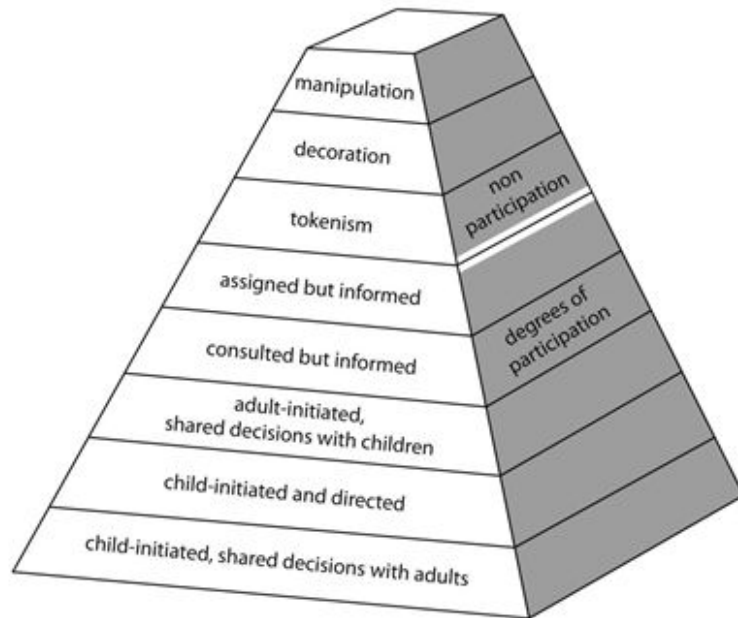 manipulation
decoration
tokenism
assigned but informed
consulted but informed
adult-initiated,
shared decisions with children
child-initiated and directed
child-initiated, shared decisions with adults
non
participation
degrees of
participation